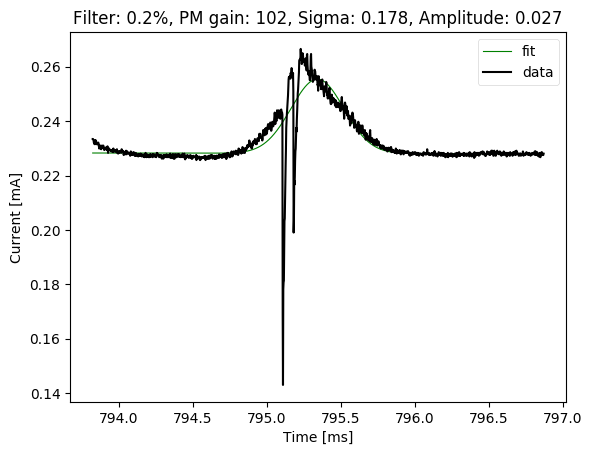 Filter: 0.2%, PM gain: 102, Sigma: 0.178, Amplitude: 0.027
fit
data
0.26
0.24
0.22
0.20
0.18
0.16
0.14
Current [mA]
794.0 794.5 795.0 795.5 796.0 796.5 797.0
Time [ms]